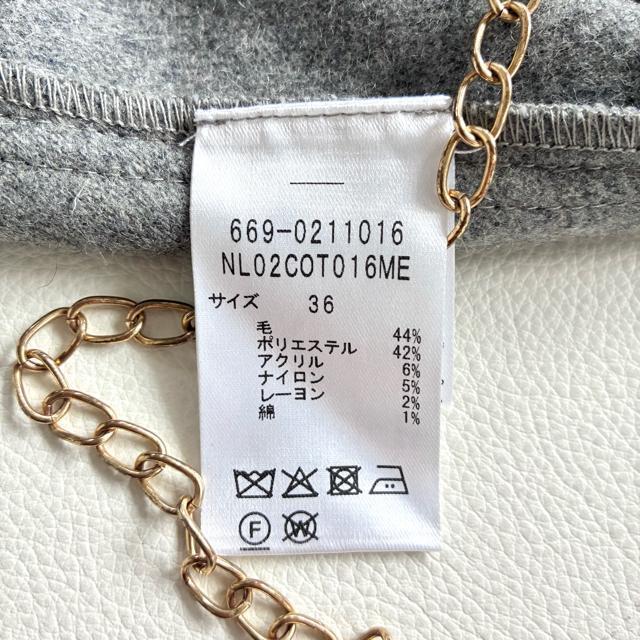 669-0211016
NL02COT016ME
サイズ 36
毛 44%
ポリエステル 42%
アクリル 6%
ナイロン 5%
レーヨン 2%
綿 1%
F
W